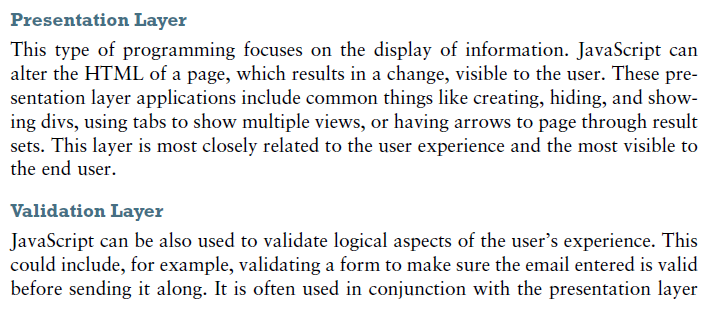 Presentation Layer
This type of programming focuses on the display of information. JavaScript can
alter the HTML of a page, which results in a change, visible to the user. These pre-
sentation layer applications include common things like creating, hiding, and show-
ing divs, using tabs to show multiple views, or having arrows to page through result
sets. This layer is most closely related to the user experience and the most visible to
the end user.
Validation Layer
JavaScript can be also used to validate logical aspects of the user’s experience. This
could include, for example, validating a form to make sure the email entered is valid
before sending it along. It is often used in conjunction with the presentation layer